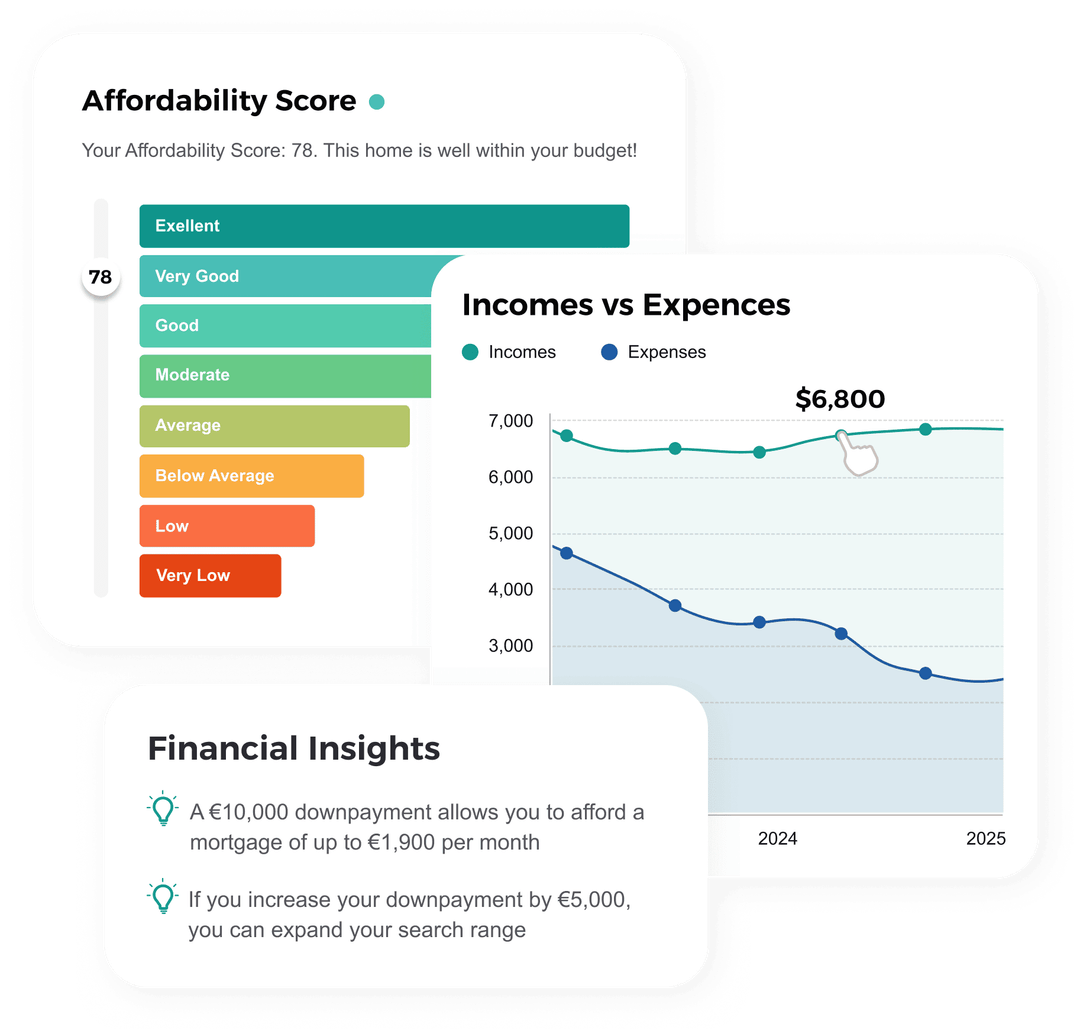 Affordability Score
Your Affordability Score: 78. This home is well within your budget!
78
Exellent
Very Good
Good
Moderate
Average
Below Average
Low
Very Low
Incomes vs Expences
Incomes
Expenses
$6,800
7,000
6,000
5,000
4,000
3,000
2024
2025
Financial Insights
A €10,000 downpayment allows you to afford a
mortgage of up to €1,900 per month
If you increase your downpayment by €5,000,
you can expand your search range